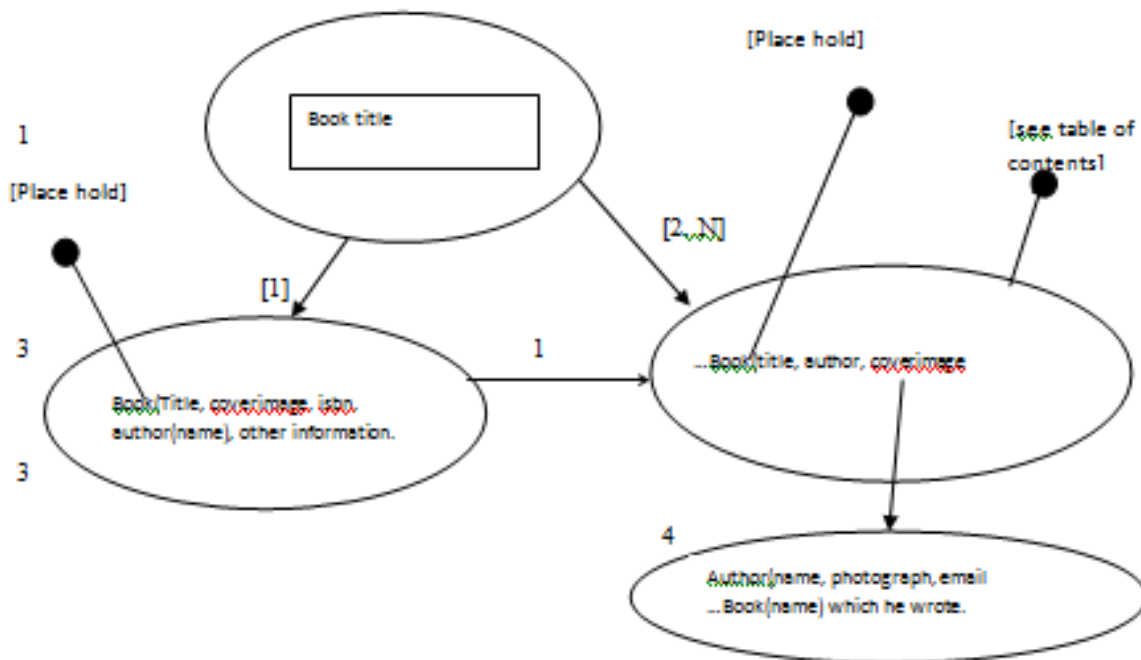 [Place hold]
Book title
1
[see table of
contents]
[Place hold]
[2..N]
[1]
3
1
...Book(title, author, coverimage
Book(Title, coverimage, isbn,
author(name), other information.
3
4
Author(name, photograph, email
...Book(name) which he wrote.